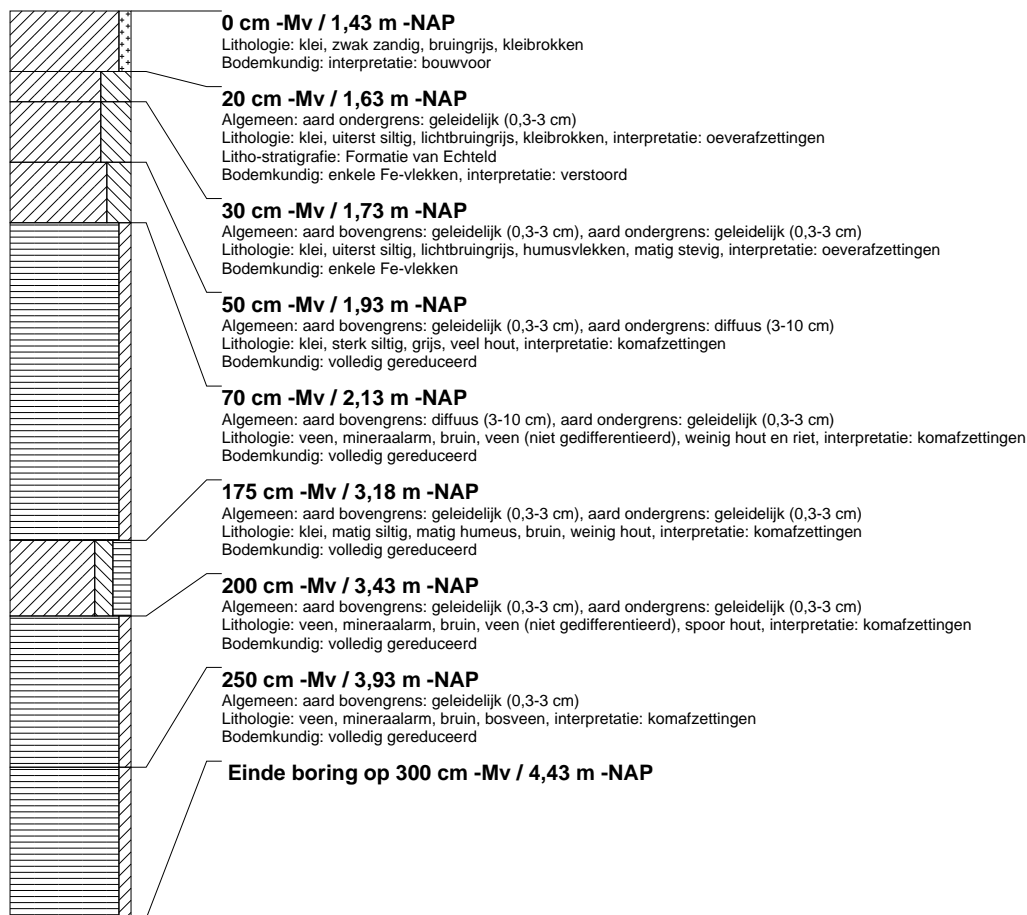 0 cm -Mv / 1,43 m -NAP
Lithologie: klei, zwak zandig, bruingrijs, kleibrokken
Bodemkundig: interpretatie: bouwvoor
20 cm -Mv / 1,63 m -NAP
Algemeen: aard ondergrens: geleidelijk (0,3-3 cm)
Lithologie: klei, uiterst siltig, lichtbruingrijs, kleibrokken, interpretatie: oeverafzettingen
Litho-stratigrafie: Formatie van Echteld
Bodemkundig: enkele Fe-vlekken, interpretatie: verstoord
30 cm -Mv / 1,73 m -NAP
Algemeen: aard bovengrens: geleidelijk (0,3-3 cm), aard ondergrens: geleidelijk (0,3-3 cm)
Lithologie: klei, uiterst siltig, lichtbruingrijs, humusvlekken, matig stevig, interpretatie: oeverafzettingen
Bodemkundig: enkele Fe-vlekken
50 cm -Mv / 1,93 m -NAP
Algemeen: aard bovengrens: geleidelijk (0,3-3 cm), aard ondergrens: diffuus (3-10 cm)
Lithologie: klei, sterk siltig, grijs, veel hout, interpretatie: komafzettingen
Bodemkundig: volledig gereduceerd
70 cm -Mv / 2,13 m -NAP
Algemeen: aard bovengrens: diffuus (3-10 cm), aard ondergrens: geleidelijk (0,3-3 cm)
Lithologie: veen, mineraalarm, bruin, veen (niet gedifferentieerd), weinig hout en riet, interpretatie: komafzettingen
Bodemkundig: volledig gereduceerd
175 cm -Mv / 3,18 m -NAP
Algemeen: aard bovengrens: geleidelijk (0,3-3 cm), aard ondergrens: geleidelijk (0,3-3 cm)
Lithologie: klei, matig siltig, matig humeus, bruin, weinig hout, interpretatie: komafzettingen
Bodemkundig: volledig gereduceerd
200 cm -Mv / 3,43 m -NAP
Algemeen: aard bovengrens: geleidelijk (0,3-3 cm), aard ondergrens: geleidelijk (0,3-3 cm)
Lithologie: veen, mineraalarm, bruin, veen (niet gedifferentieerd), spoor hout, interpretatie: komafzettingen
Bodemkundig: volledig gereduceerd
250 cm -Mv / 3,93 m -NAP
Algemeen: aard bovengrens: geleidelijk (0,3-3 cm)
Lithologie: veen, mineraalarm, bruin, bosveen, interpretatie: komafzettingen
Bodemkundig: volledig gereduceerd
Einde boring op 300 cm -Mv / 4,43 m -NAP